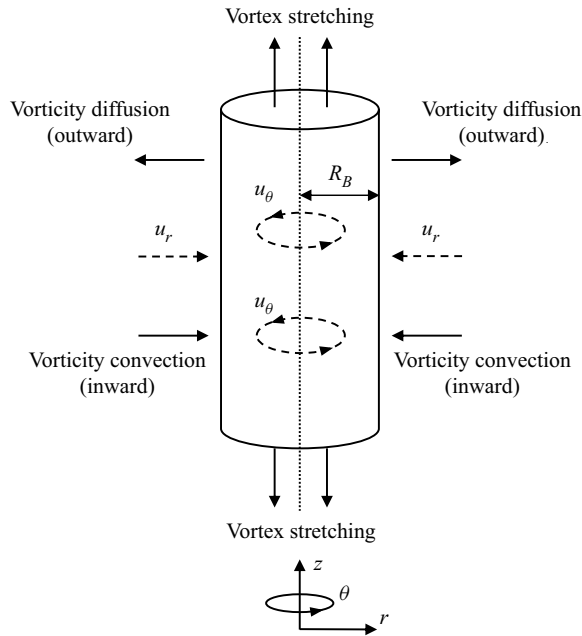 Vortex stretching
Vorticity diffusion
(outward)
Vorticity diffusion
(outward).
R_B
u_θ
u_r
u_r
u_θ
Vorticity convection
(inward)
Vorticity convection
(inward)
Vortex stretching
z
θ
r